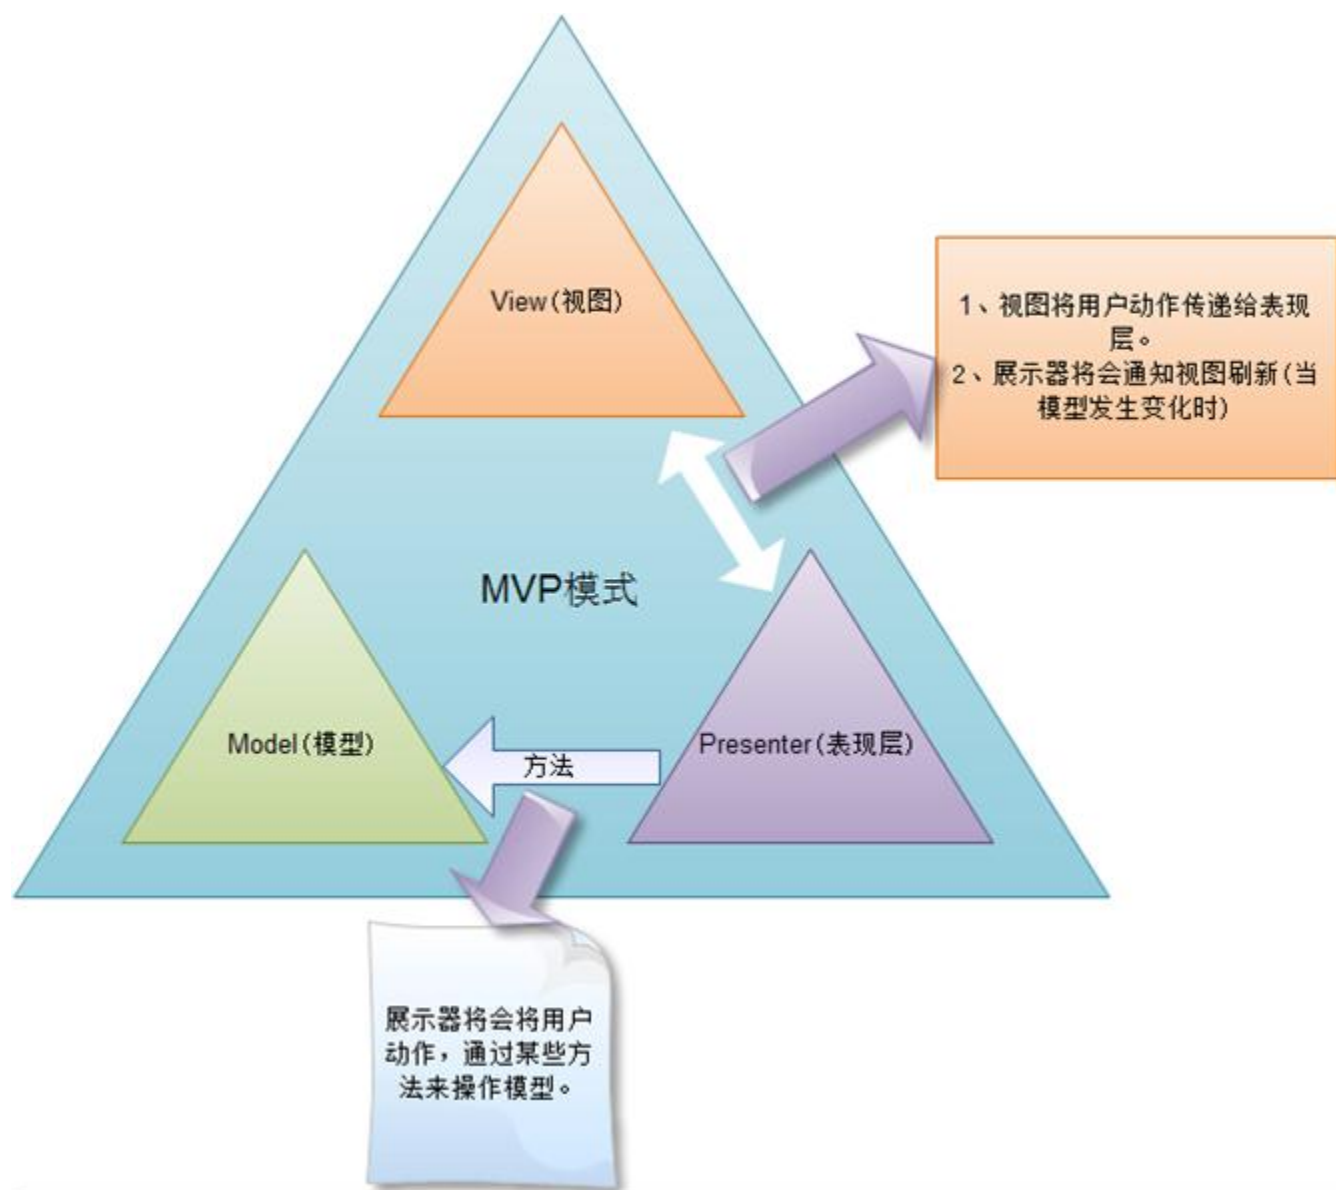 View(视图)
1、视图将用户动作传递给表现
层。
2、展示器将会通知视图刷新(当
模型发生变化时)
MVP模式
Model(模型)
方法
Presenter(表现层)
展示器将会将用户
动作，通过某些方
法来操作模型。